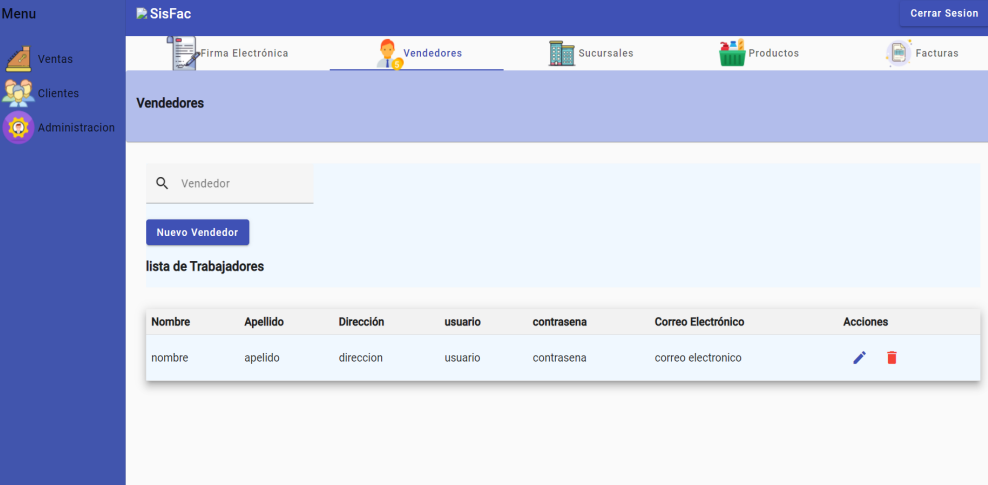 Menu
SisFac
Cerrar Sesion
Ventas
Clientes
Administracion
Firma Electrónica
Vendedores
Sucursales
Productos
Facturas
Vendedores
Vendedor
Nuevo Vendedor
lista de Trabajadores
Nombre Apellido Dirección usuario contrasena Correo Electrónico Acciones
nombre apelido direccion usuario contrasena correo electronico